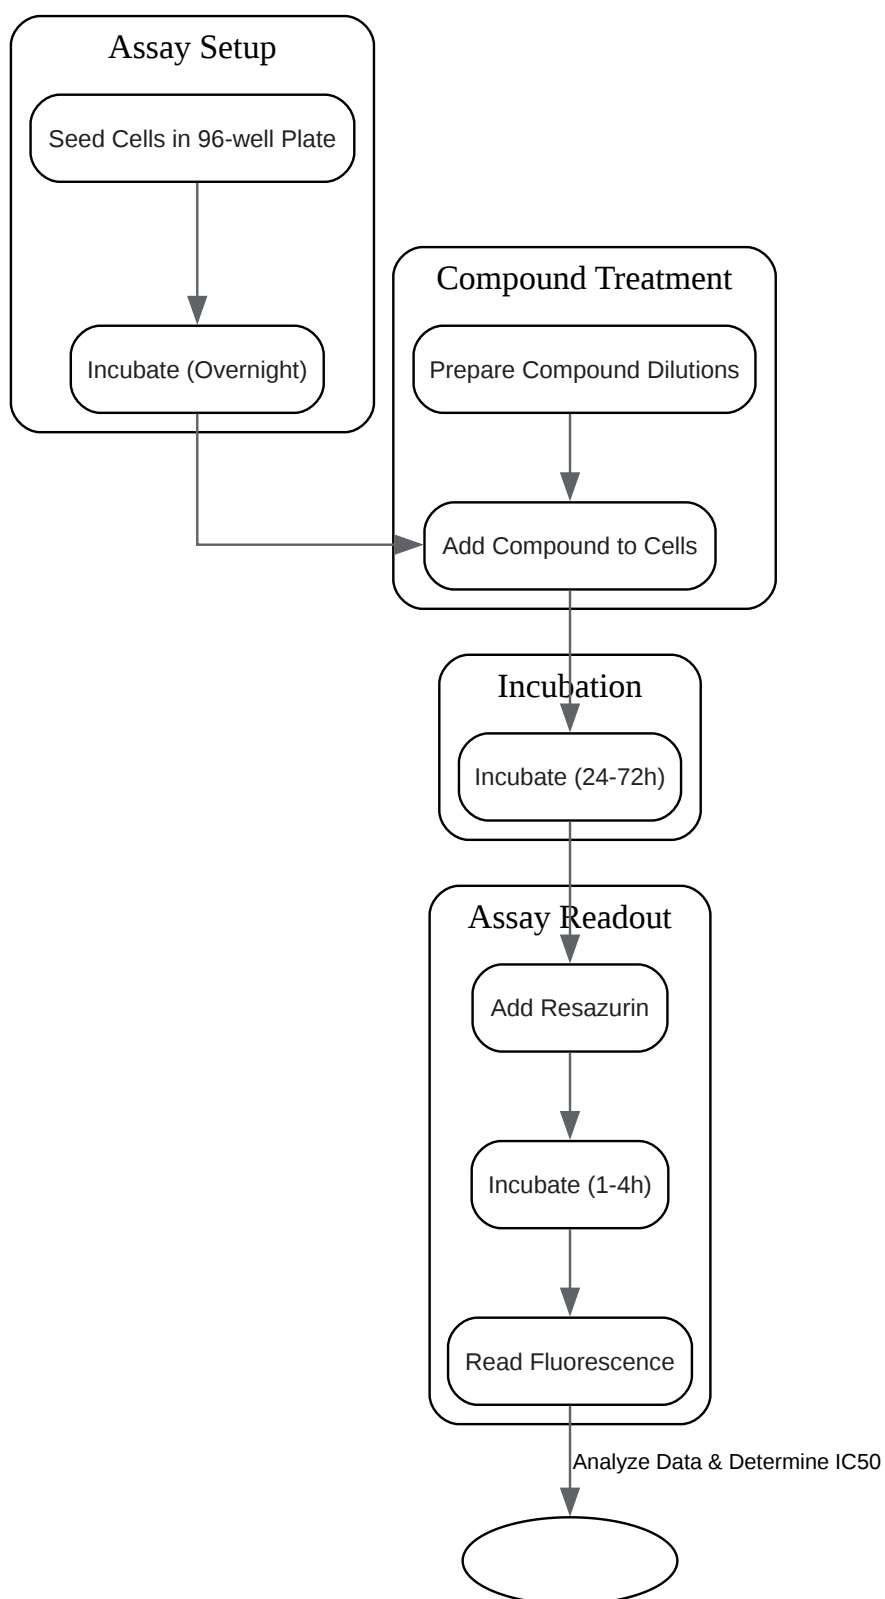 Assay Setup
Seed Cells in 96-well Plate
Incubate (Overnight)
Compound Treatment
Prepare Compound Dilutions
Add Compound to Cells
Incubation
Incubate (24-72h)
Assay Readout
Add Resazurin
Incubate (1-4h)
Read Fluorescence
Analyze Data & Determine IC50